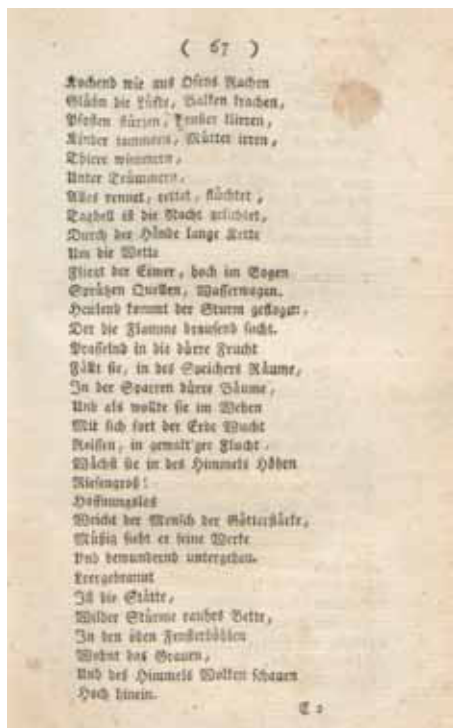 ( 67 )
Kochend wie aus Ofens Rachen
Glühn die Lüfte, Balken krachen,
Pfosten stürzen, Fenster klirren,
Kinder jammern, Mütter irren,
Thiere wimmern,
Unter Trümmern,
Alles rennet, rettet, flüchtet,
Taghell ist die Nacht gelichtet,
Durch der Hände lange Kette
Um die Wette
Fliegt der Eimer, hoch im Bogen
Sprützen Quellen, Wasserwogen.
Heulend kommt der Sturm geflogen,
Der die Flamme brausend sucht.
Prasselnd in die dürre Frucht
Fällt sie, in des Speichers Räume,
In der Sparren dürre Bäume,
Und als wollte sie im Wehen
Mit sich fort der Erde Wucht
Reissen, in gewalt'ger Flucht,
Wächst sie in des Himmels Höhen
Riesengroß!
Hoffnungslos
Weicht der Mensch der Götterstärke,
Müßig sieht er seine Werke
Und bewundernd untergehen.
Leergebrannt
Ist die Stätte,
Wilder Stürme rauhes Bette,
In den öden Fensterhöhlen
Wohnt das Grauen,
Und des Himmels Wolken schauen
Hoch hinein.
E 2